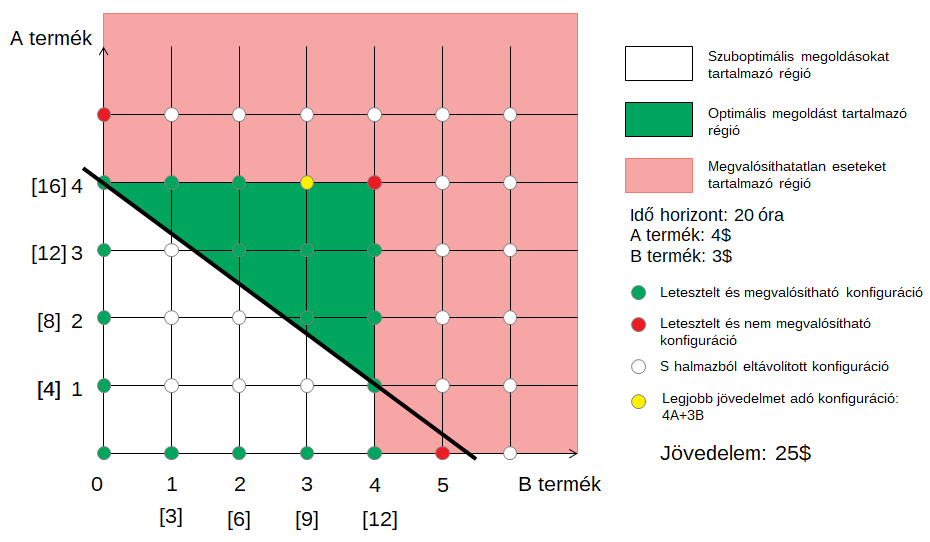 A termék
[16] 4
[12] 3
[8] 2
[4] 1
0 1 2 3 4 5 B termék
[3] [6] [9] [12]
Szuboptimális megoldásokat
tartalmazó régió
Optimális megoldást tartalmazó
régió
Megvalósíthatatlan eseteket
tartalmazó régió
Idő horizont: 20 óra
A termék: 4$
B termék: 3$
Letesztelt és megvalósítható konfiguráció
Letesztelt és nem megvalósítható
konfiguráció
S halmazból eltávolított konfiguráció
Legjobb jövedelmet adó konfiguráció:
4A+3B
Jövedelem: 25$